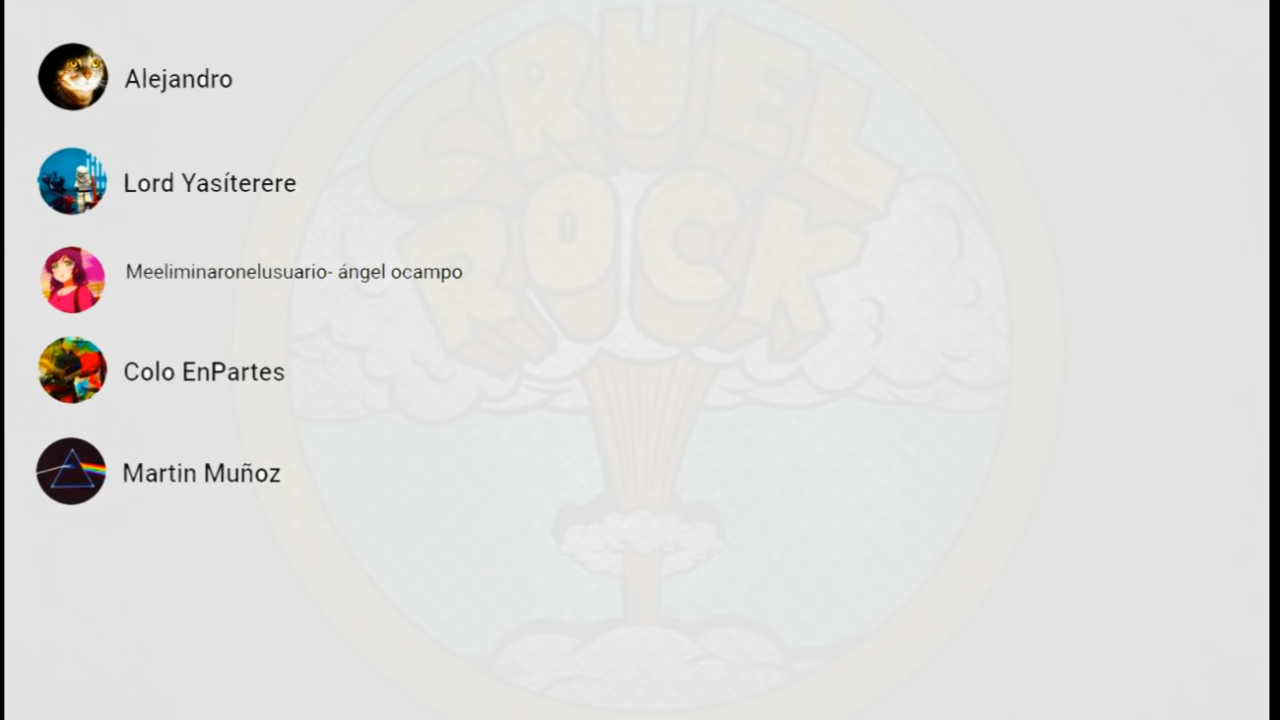 CRUEL
ROCK
Alejandro
Lord Yasíterere
Meeliminaronelusuario- ángel ocampo
Colo EnPartes
Martin Muñoz